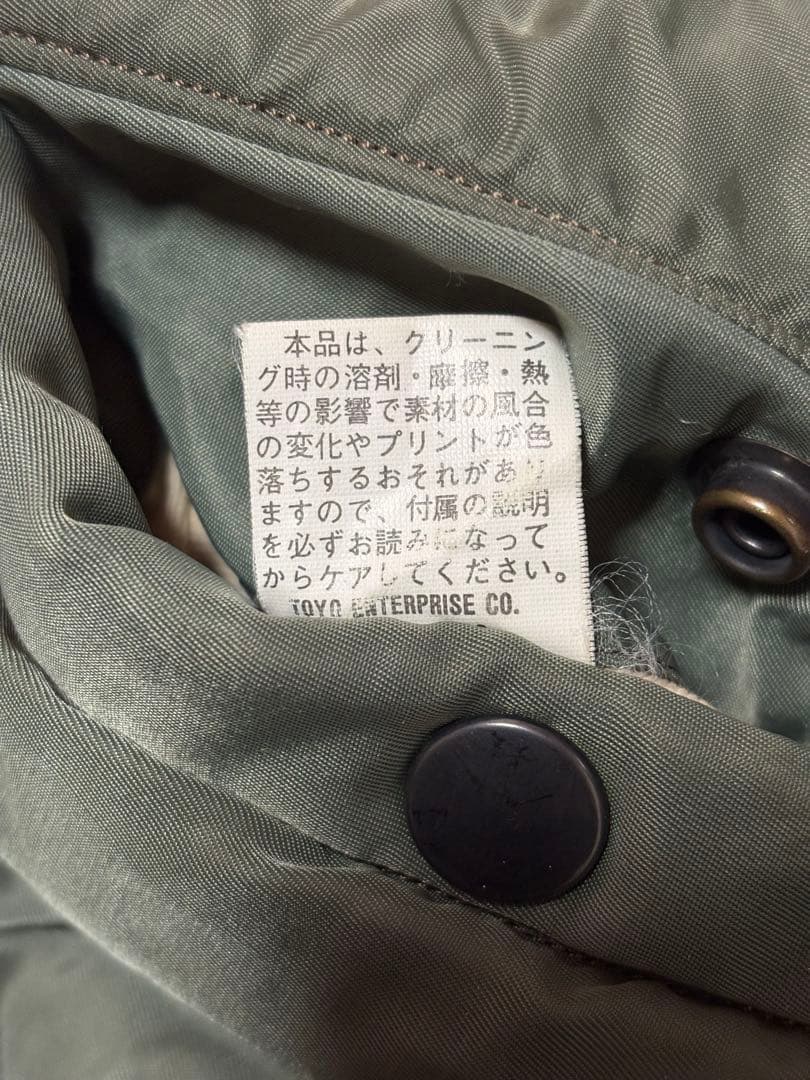 本品は、クリーニン
グ時の溶剤・摩擦・熱
等の影響で素材の風合
の変化やプリントが色
落ちするおそれがあり
ますので、付属の説明
を必ずお読みになって
からケアしてください。
TOYO ENTERPRISE CO.